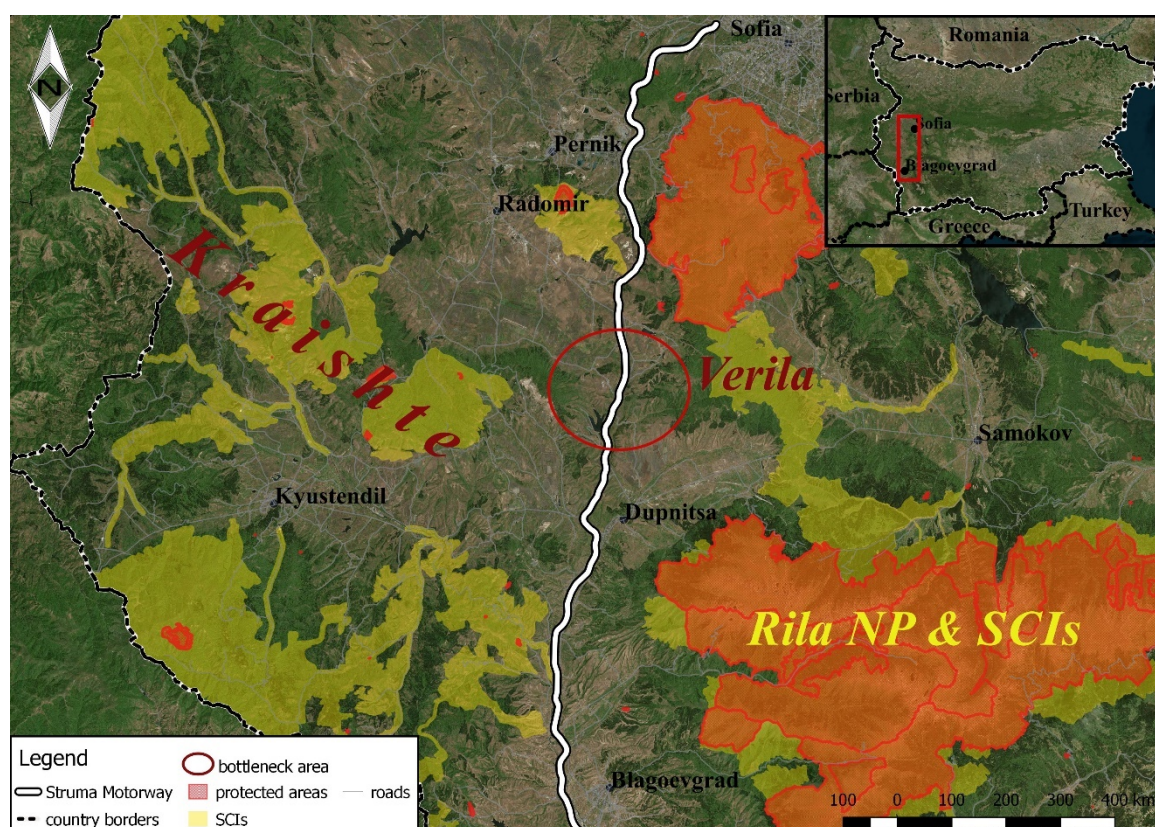 Sofia
Romania
Serbia
Sofia
Blagoevgrad
Turkey
Greece
N
Pernik
Radomir
Kraishte
Verila
Samokov
Kyustendil
Dupnitsa
Rila NP & SCIs
Blagoevgrad
Legend
bottleneck area
Struma Motorway
protected areas
roads
country borders
SCIs
100 0 100 200 300 400 km